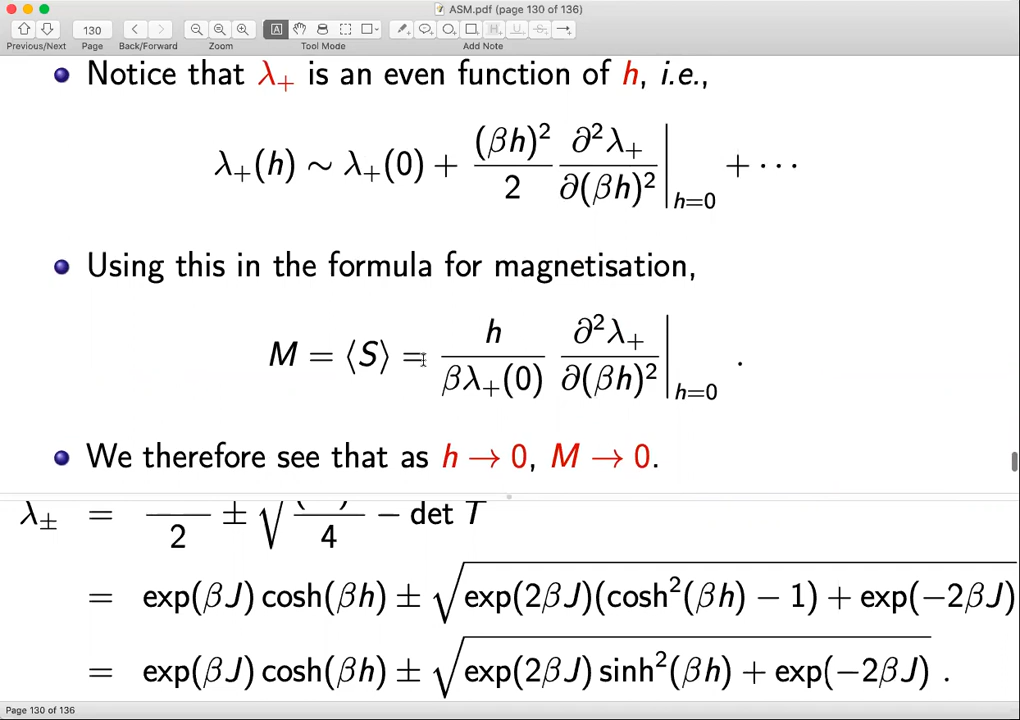 ASM.pdf (page 130 of 136)
130
A
Previous/Next Page Back/Forward Zoom Tool Mode Add Note
Notice that λ₊ is an even function of h, i.e.,
λ₊(h) ∼ λ₊(0) + (βh)²/2 ∂²λ₊/∂(βh)² |h=0 + ⋯
Using this in the formula for magnetisation,
M = ⟨S⟩ = h/βλ₊(0) ∂²λ₊/∂(βh)² |h=0 .
We therefore see that as h → 0, M → 0.
λ± = /2 ± √ /4 − det T
= exp(βJ) cosh(βh) ± √exp(2βJ)(cosh²(βh) − 1) + exp(−2βJ)
= exp(βJ) cosh(βh) ± √exp(2βJ) sinh²(βh) + exp(−2βJ) .
Page 130 of 136